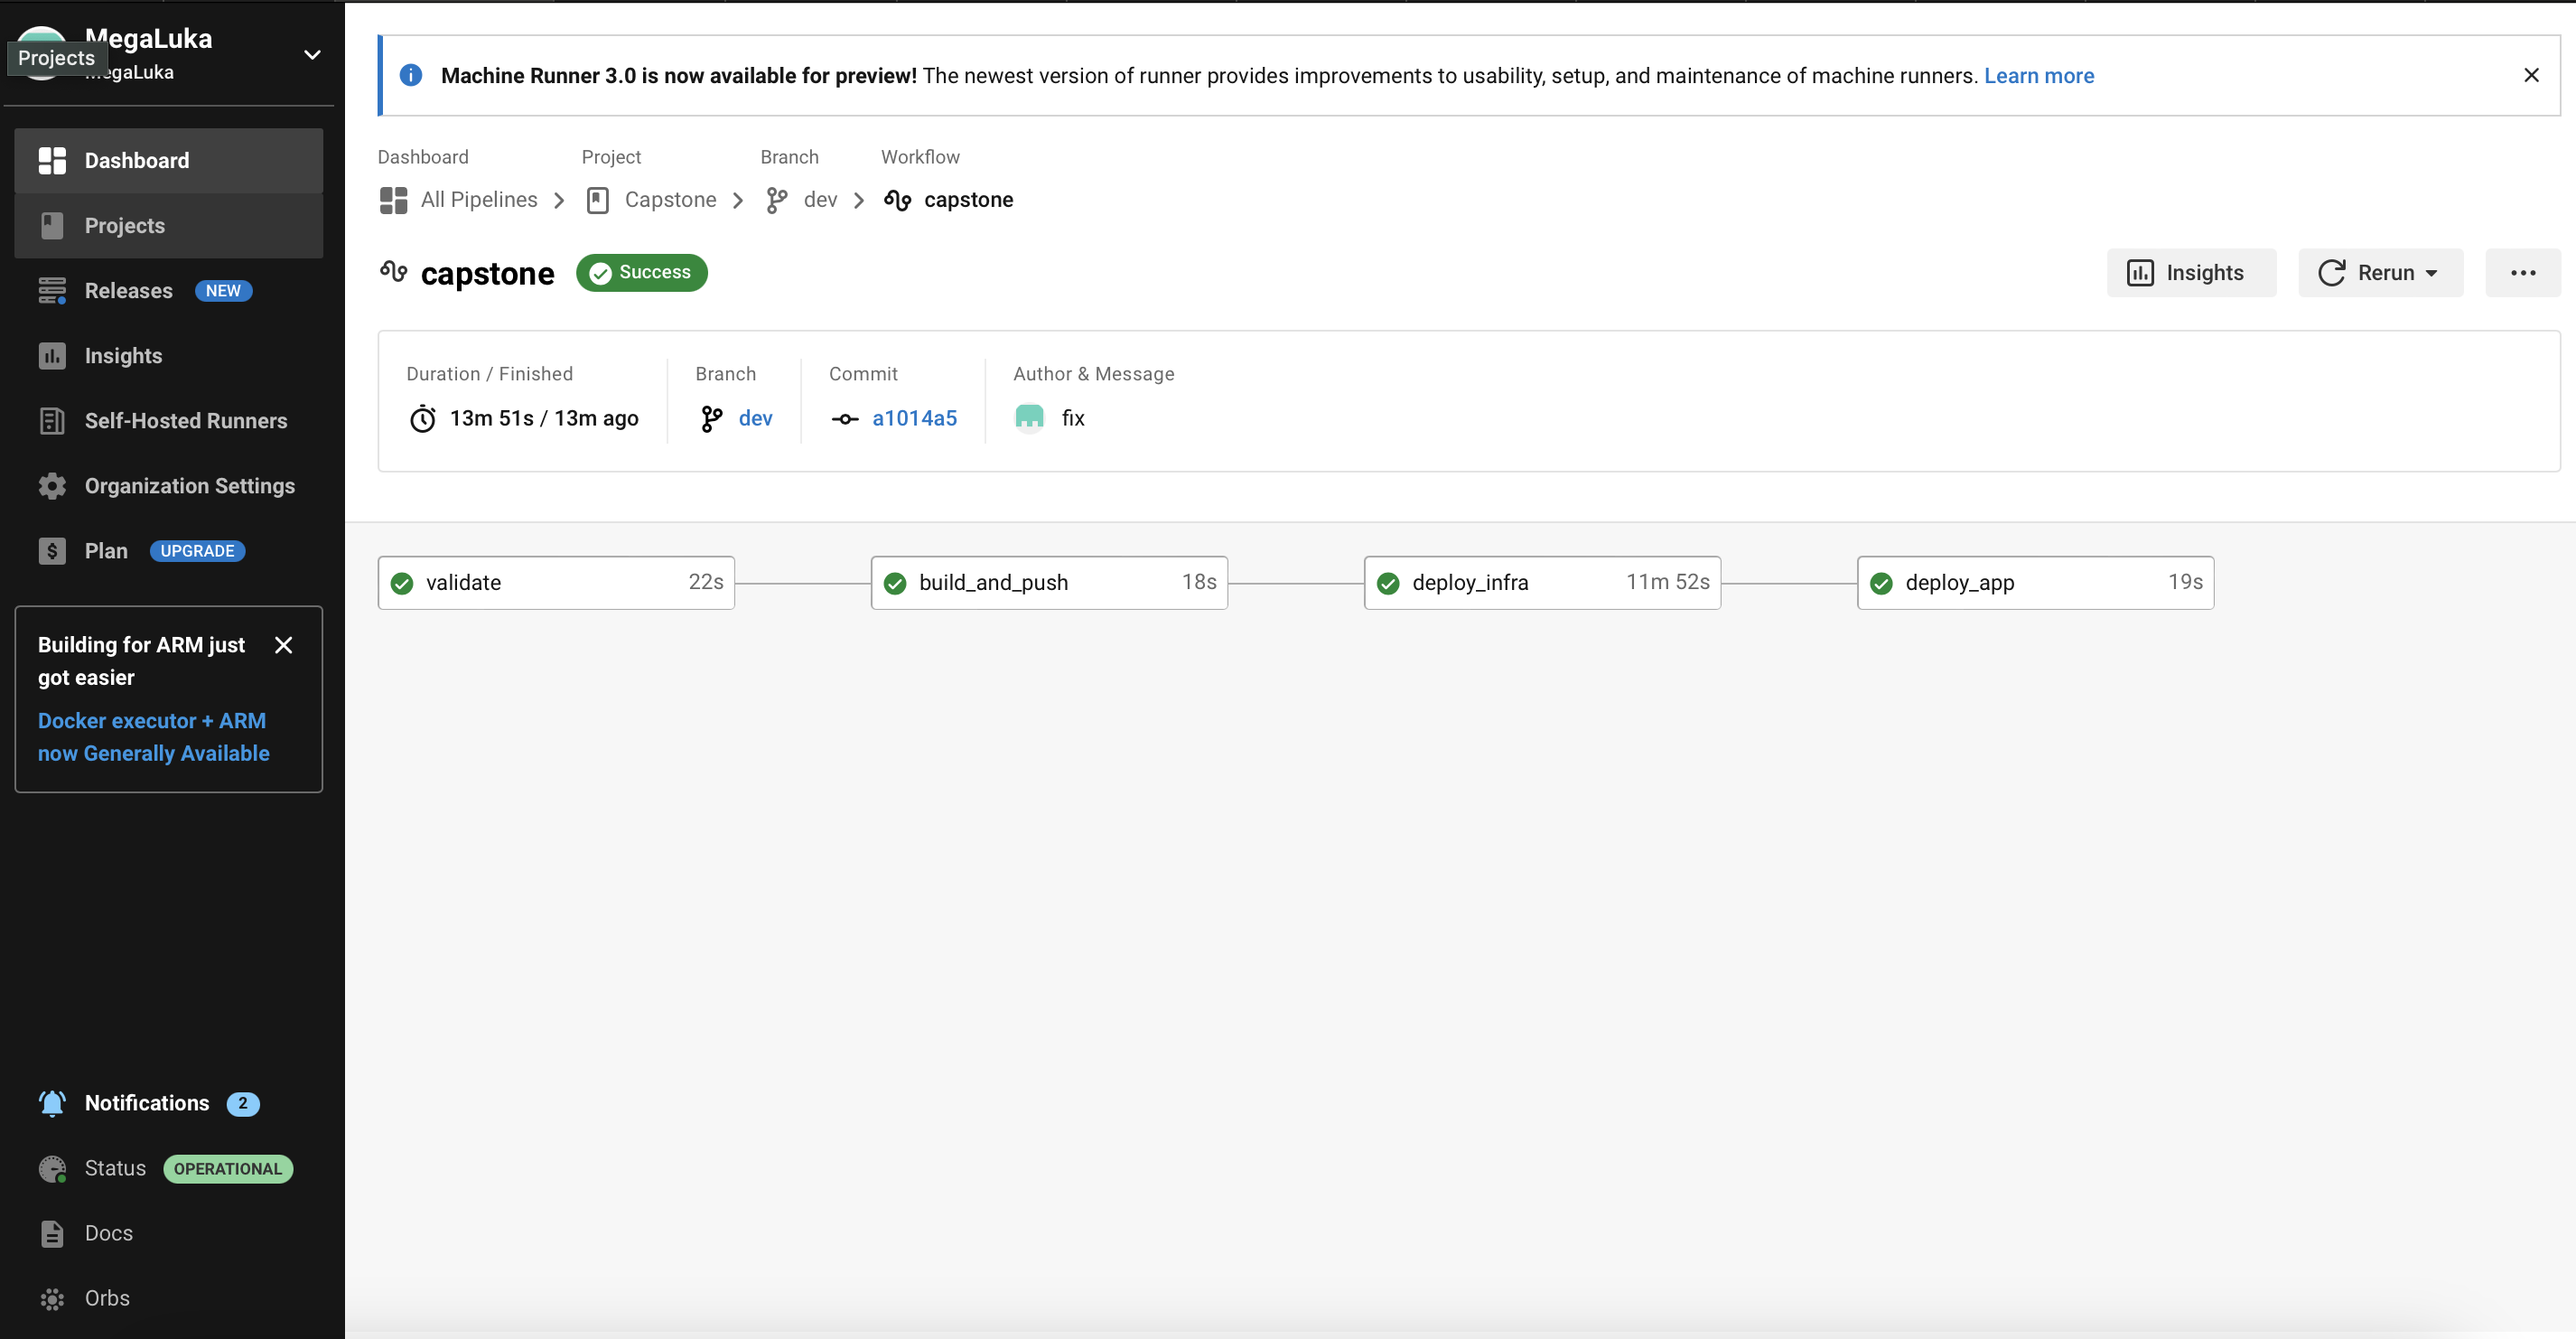 MegaLuka
Projects
MegaLuka
Dashboard
Projects
Releases NEW
Insights
Self-Hosted Runners
Organization Settings
Plan UPGRADE
Building for ARM just
got easier
Docker executor + ARM
now Generally Available
Notifications 2
Status OPERATIONAL
Docs
Orbs
Machine Runner 3.0 is now available for preview! The newest version of runner provides improvements to usability, setup, and maintenance of machine runners. Learn more
Dashboard Project Branch Workflow
All Pipelines Capstone dev capstone
capstone Success
Insights Rerun
Duration / Finished Branch Commit Author & Message
13m 51s / 13m ago dev a1014a5 fix
validate 22s build_and_push 18s deploy_infra 11m 52s deploy_app 19s